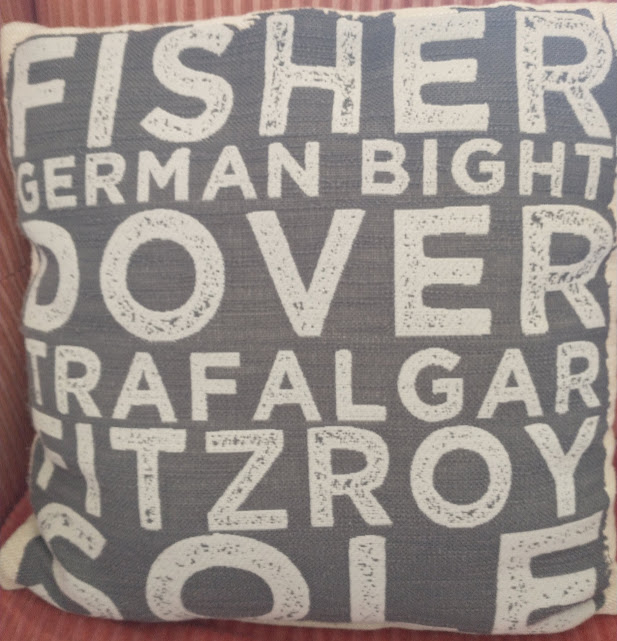 FISHER
GERMAN BIGHT
DOVER
TRAFALGAR
FITZROY
SOLE